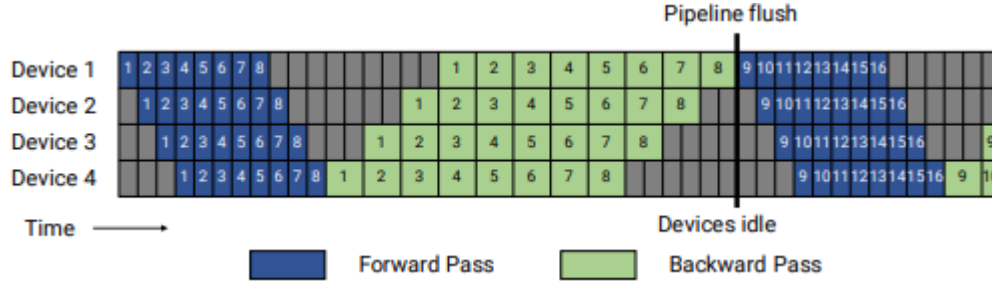 Pipeline flush
Device 1 1 2 3 4 5 6 7 8 1 2 3 4 5 6 7 8 9 10 11 12 13 14 15 16
Device 2 1 2 3 4 5 6 7 8 1 2 3 4 5 6 7 8 9 10 11 12 13 14 15 16
Device 3 1 2 3 4 5 6 7 8 1 2 3 4 5 6 7 8 9 10 11 12 13 14 15 16 9
Device 4 1 2 3 4 5 6 7 8 1 2 3 4 5 6 7 8 9 10 11 12 13 14 15 16 9 10
Time
Devices idle
Forward Pass
Backward Pass